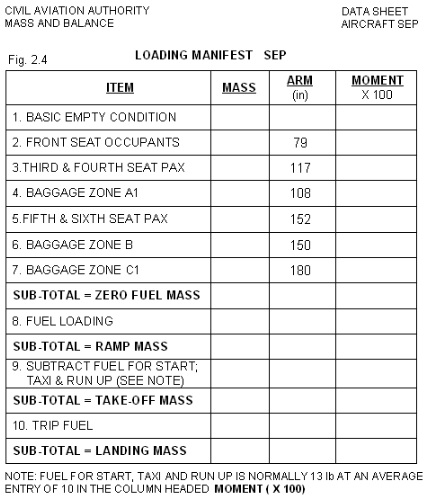 CIVIL AVIATION AUTHORITY
MASS AND BALANCE
DATA SHEET
AIRCRAFT SEP
Fig. 2.4
LOADING MANIFEST SEP
ITEM MASS ARM (in) MOMENT X 100
1. BASIC EMPTY CONDITION
2. FRONT SEAT OCCUPANTS 79
3.THIRD & FOURTH SEAT PAX 117
4. BAGGAGE ZONE A1 108
5.FIFTH & SIXTH SEAT PAX 152
6. BAGGAGE ZONE B 150
7. BAGGAGE ZONE C1 180
SUB-TOTAL = ZERO FUEL MASS
8. FUEL LOADING
SUB-TOTAL = RAMP MASS
9. SUBTRACT FUEL FOR START;
TAXI & RUN UP (SEE NOTE)
SUB-TOTAL = TAKE-OFF MASS
10. TRIP FUEL
SUB-TOTAL = LANDING MASS
NOTE: FUEL FOR START, TAXI AND RUN UP IS NORMALLY 13 lb AT AN AVERAGE
ENTRY OF 10 IN THE COLUMN HEADED MOMENT ( X 100)